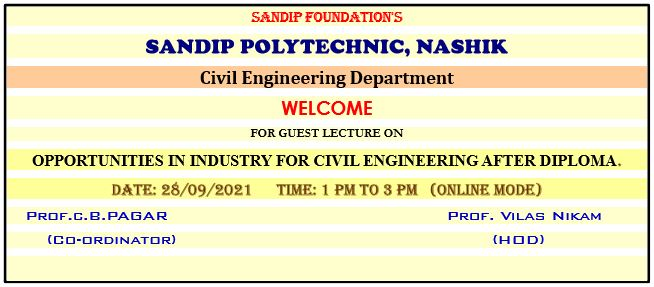 SANDIP FOUNDATION'S
SANDIP POLYTECHNIC, NASHIK
Civil Engineering Department
WELCOME
FOR GUEST LECTURE ON
OPPORTUNITIES IN INDUSTRY FOR CIVIL ENGINEERING AFTER DIPLOMA.
DATE: 28/09/2021 TIME: 1 PM TO 3 PM (ONLINE MODE)
PROF.C.B.PAGAR PROF. VILAS NIKAM
(CO-ORDINATOR) (HOD)